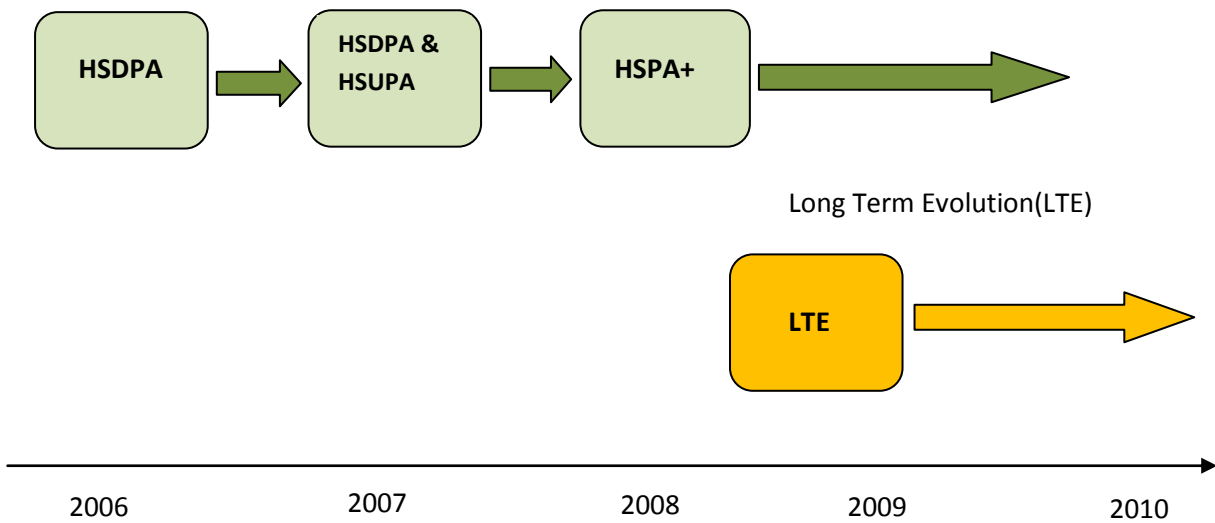 HSDPA
HSDPA &
HSUPA
HSPA+
Long Term Evolution(LTE)
LTE
2006
2007
2008
2009
2010